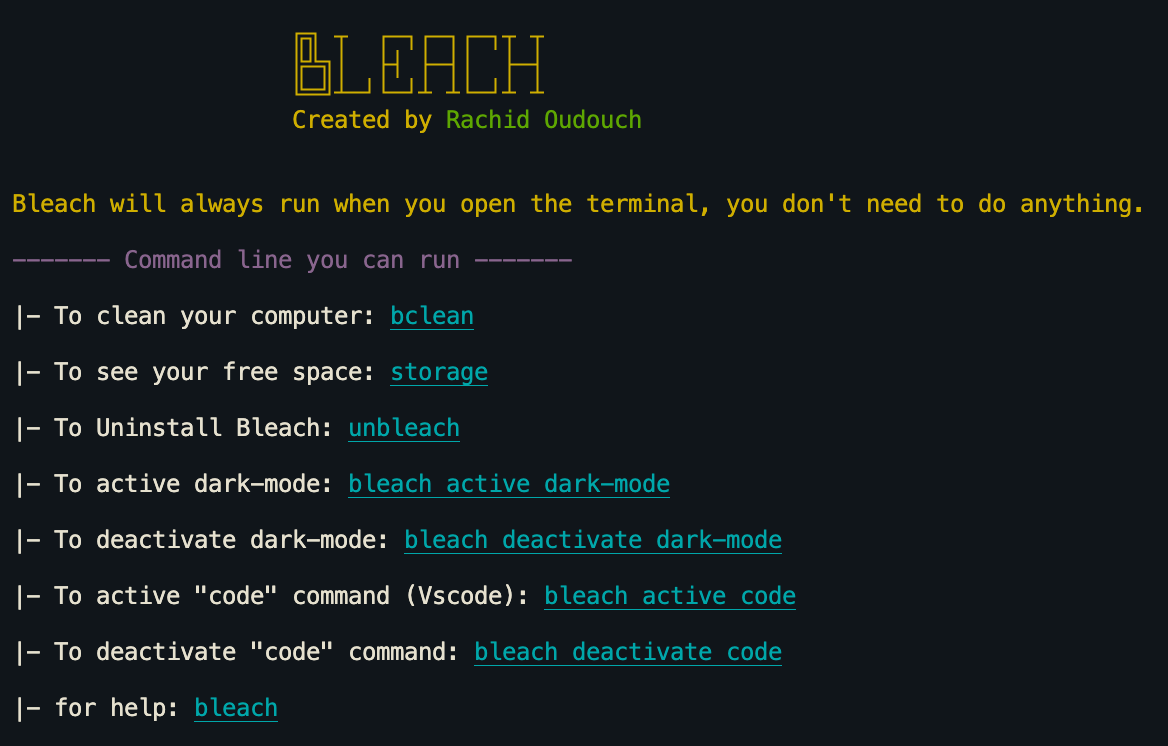 BLEACH
Created by Rachid Oudouch
Bleach will always run when you open the terminal, you don't need to do anything.
------- Command line you can run -------
|- To clean your computer: bclean
|- To see your free space: storage
|- To Uninstall Bleach: unbleach
|- To active dark-mode: bleach active dark-mode
|- To deactivate dark-mode: bleach deactivate dark-mode
|- To active "code" command (Vscode): bleach active code
|- To deactivate "code" command: bleach deactivate code
|- for help: bleach